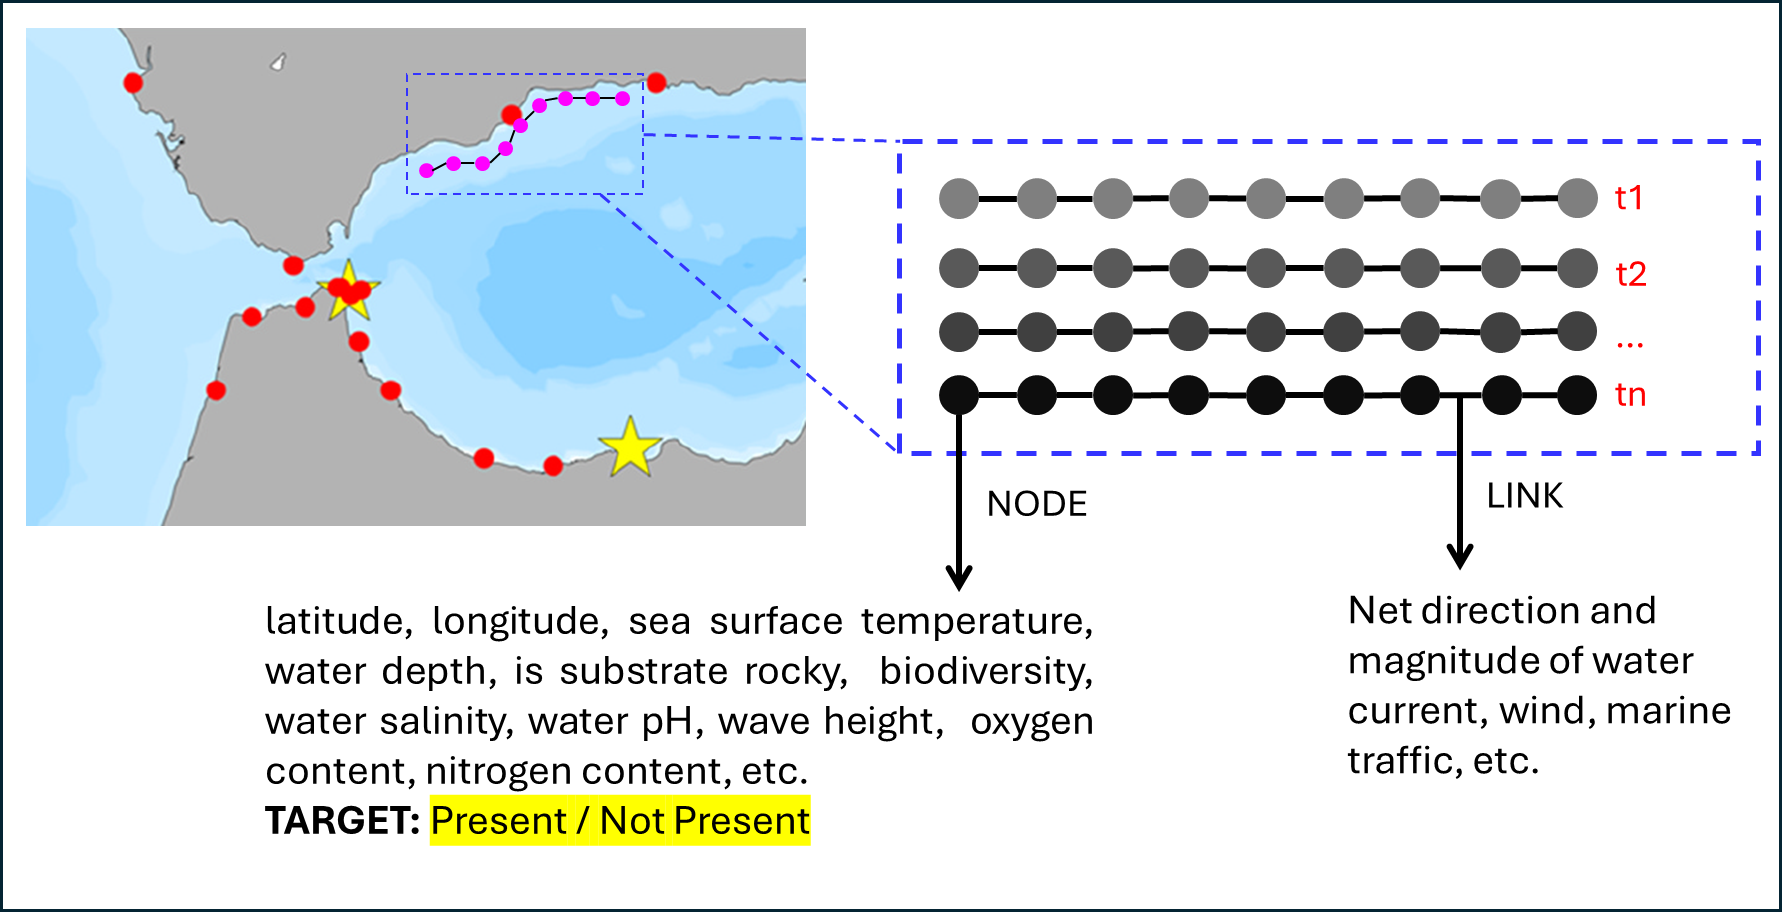 t1
t2
...
tn
NODE
LINK
latitude, longitude, sea surface temperature,
water depth, is substrate rocky, biodiversity,
water salinity, water pH, wave height, oxygen
content, nitrogen content, etc.
TARGET: Present / Not Present
Net direction and
magnitude of water
current, wind, marine
traffic, etc.